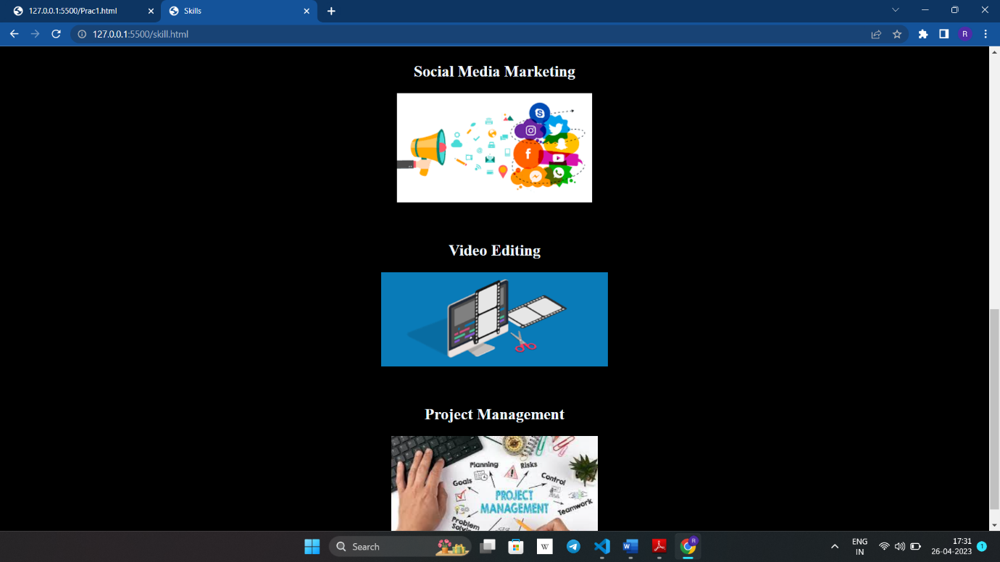 127.0.0.1:5500/Prac1.html
Skills
127.0.0.1:5500/skill.html
R
Social Media Marketing
Video Editing
Project Management
Planning
Risks
Goals
Control
PROJECT
MANAGEMENT
Teamwork
Problem
Solving
Search
W
W
R
ENG
IN
17:31
26-04-2023
1